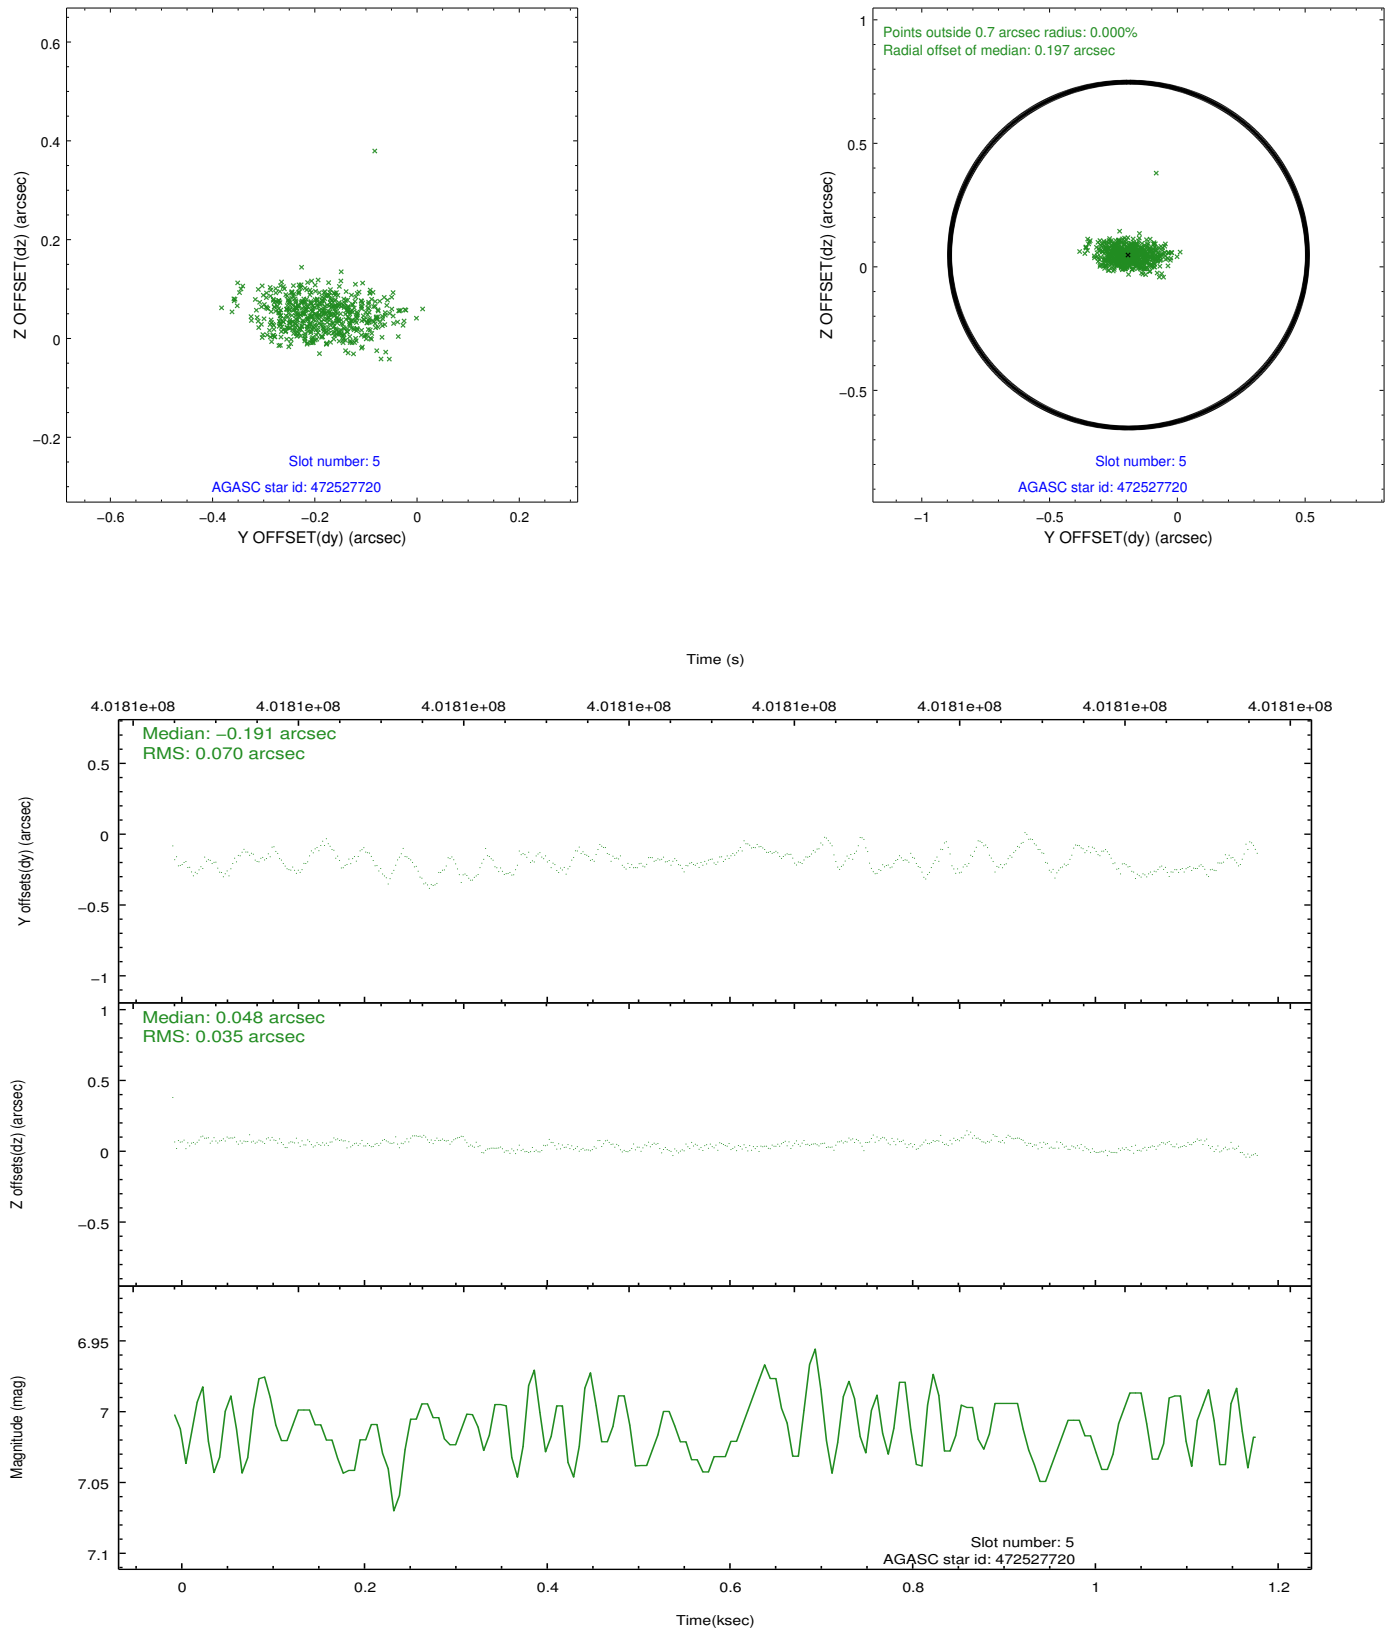 0.6
0.4
0.2
0
−0.2
Z OFFSET(dz) (arcsec)
Slot number: 5
AGASC star id: 472527720
−0.6 −0.4 −0.2 0 0.2
Y OFFSET(dy) (arcsec)
Points outside 0.7 arcsec radius: 0.000%
Radial offset of median: 0.197 arcsec
1
0.5
0
−0.5
Z OFFSET(dz) (arcsec)
Slot number: 5
AGASC star id: 472527720
−1 −0.5 0 0.5
Y OFFSET(dy) (arcsec)
Time (s)
4.0181e+08 4.0181e+08 4.0181e+08 4.0181e+08 4.0181e+08 4.0181e+08 4.0181e+08 4.0181e+08
Median: −0.191 arcsec
RMS: 0.070 arcsec
0.5
0
−0.5
−1
Y offsets(dy) (arcsec)
Median: 0.048 arcsec
RMS: 0.035 arcsec
1
0.5
0
−0.5
Z offsets(dz) (arcsec)
6.95
7
7.05
7.1
Magnitude (mag)
Slot number: 5
AGASC star id: 472527720
0 0.2 0.4 0.6 0.8 1 1.2
Time(ksec)